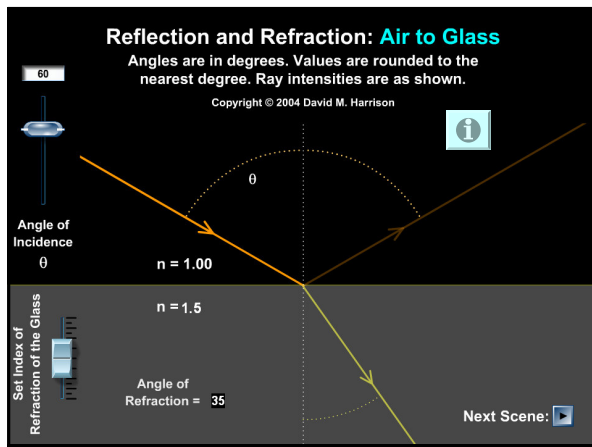 Reflection and Refraction: Air to Glass
Angles are in degrees. Values are rounded to the
nearest degree. Ray intensities are as shown.
Copyright © 2004 David M. Harrison
60
i
θ
Angle of
Incidence
θ
n = 1.00
n = 1.5
Set Index of
Refraction of the Glass
Angle of
Refraction = 35
Next Scene: